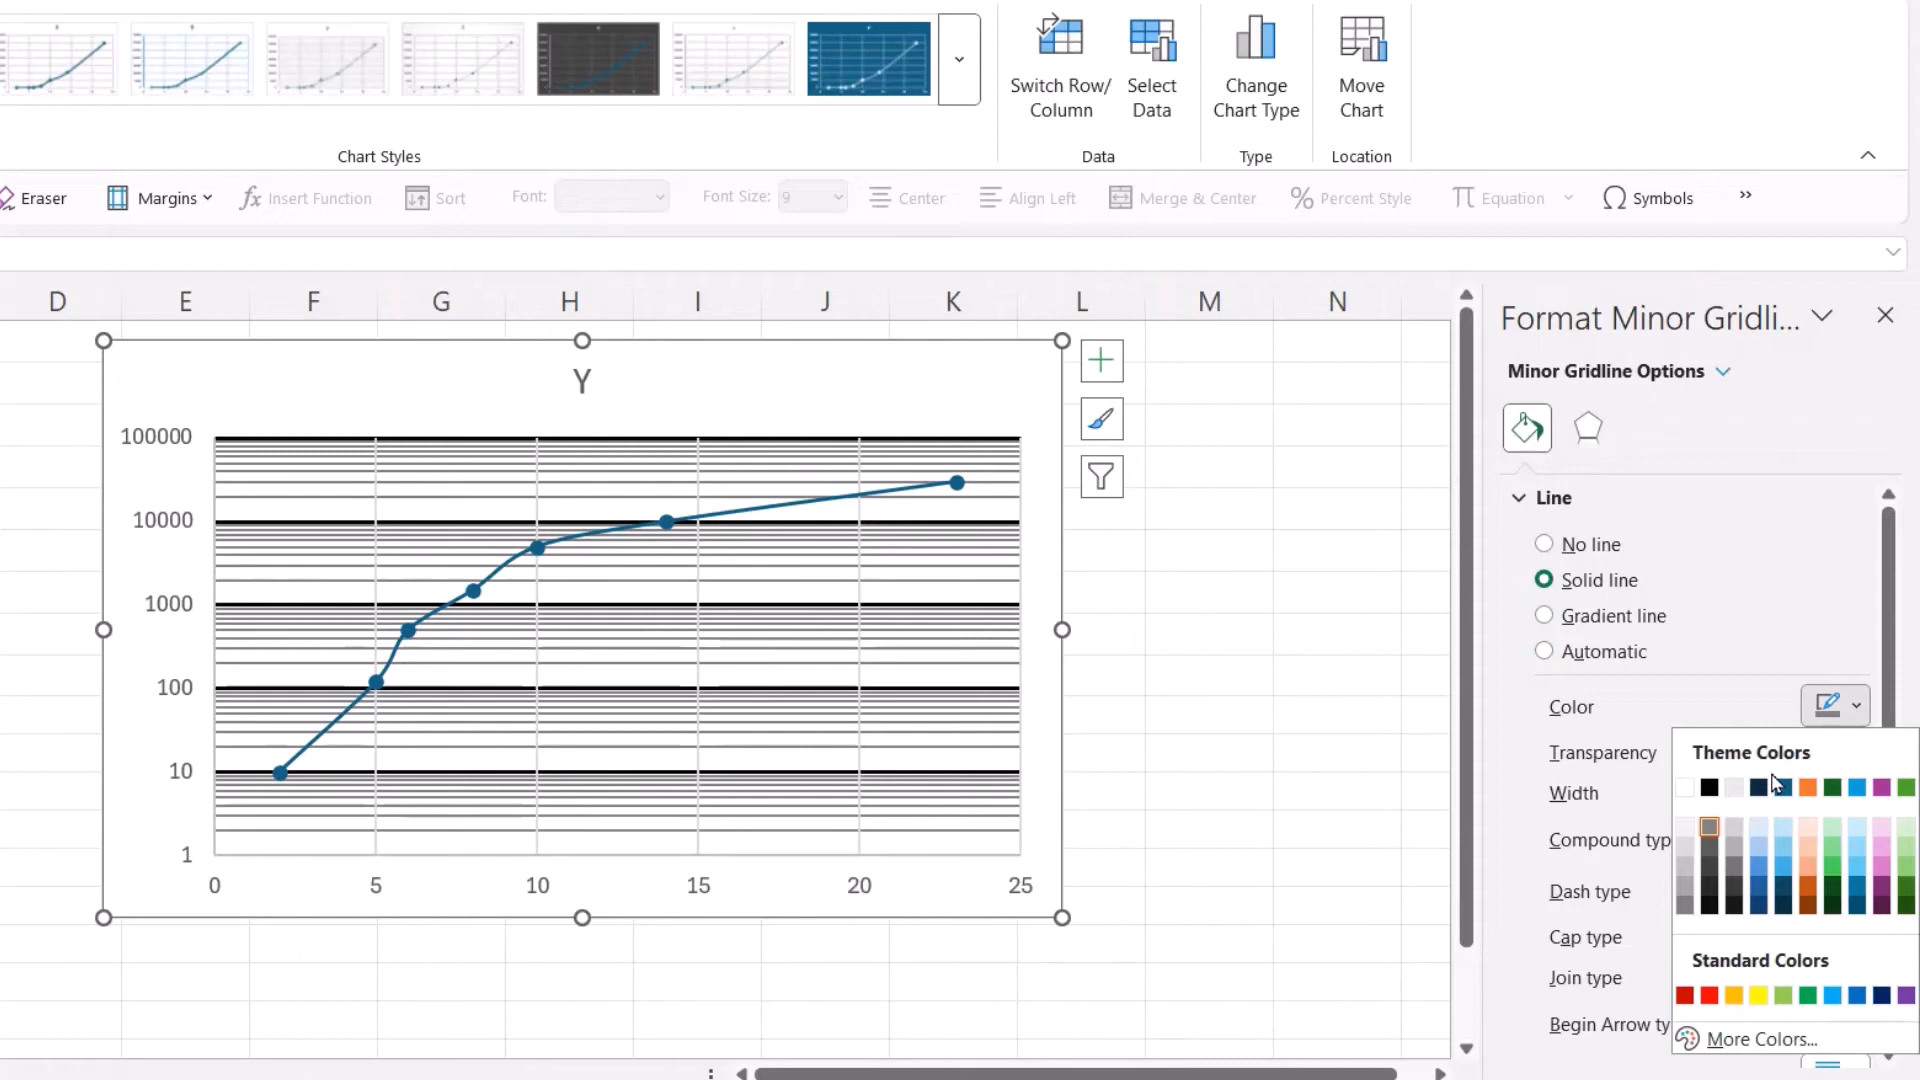 Switch Row/
Column
Select
Data
Change
Chart Type
Move
Chart
Chart Styles
Data
Type
Location
Eraser
Margins
fx Insert Function
Sort
Font:
Font Size: 9
Center
Align Left
Merge & Center
% Percent Style
Equation
Symbols
D E F G H I J K L M N
Format Minor Gridli...
Minor Gridline Options
Y
100000
10000
1000
100
10
1
0 5 10 15 20 25
Line
No line
Solid line
Gradient line
Automatic
Color
Transparency
Width
Compound typ
Dash type
Cap type
Join type
Begin Arrow ty
Theme Colors
Standard Colors
More Colors...